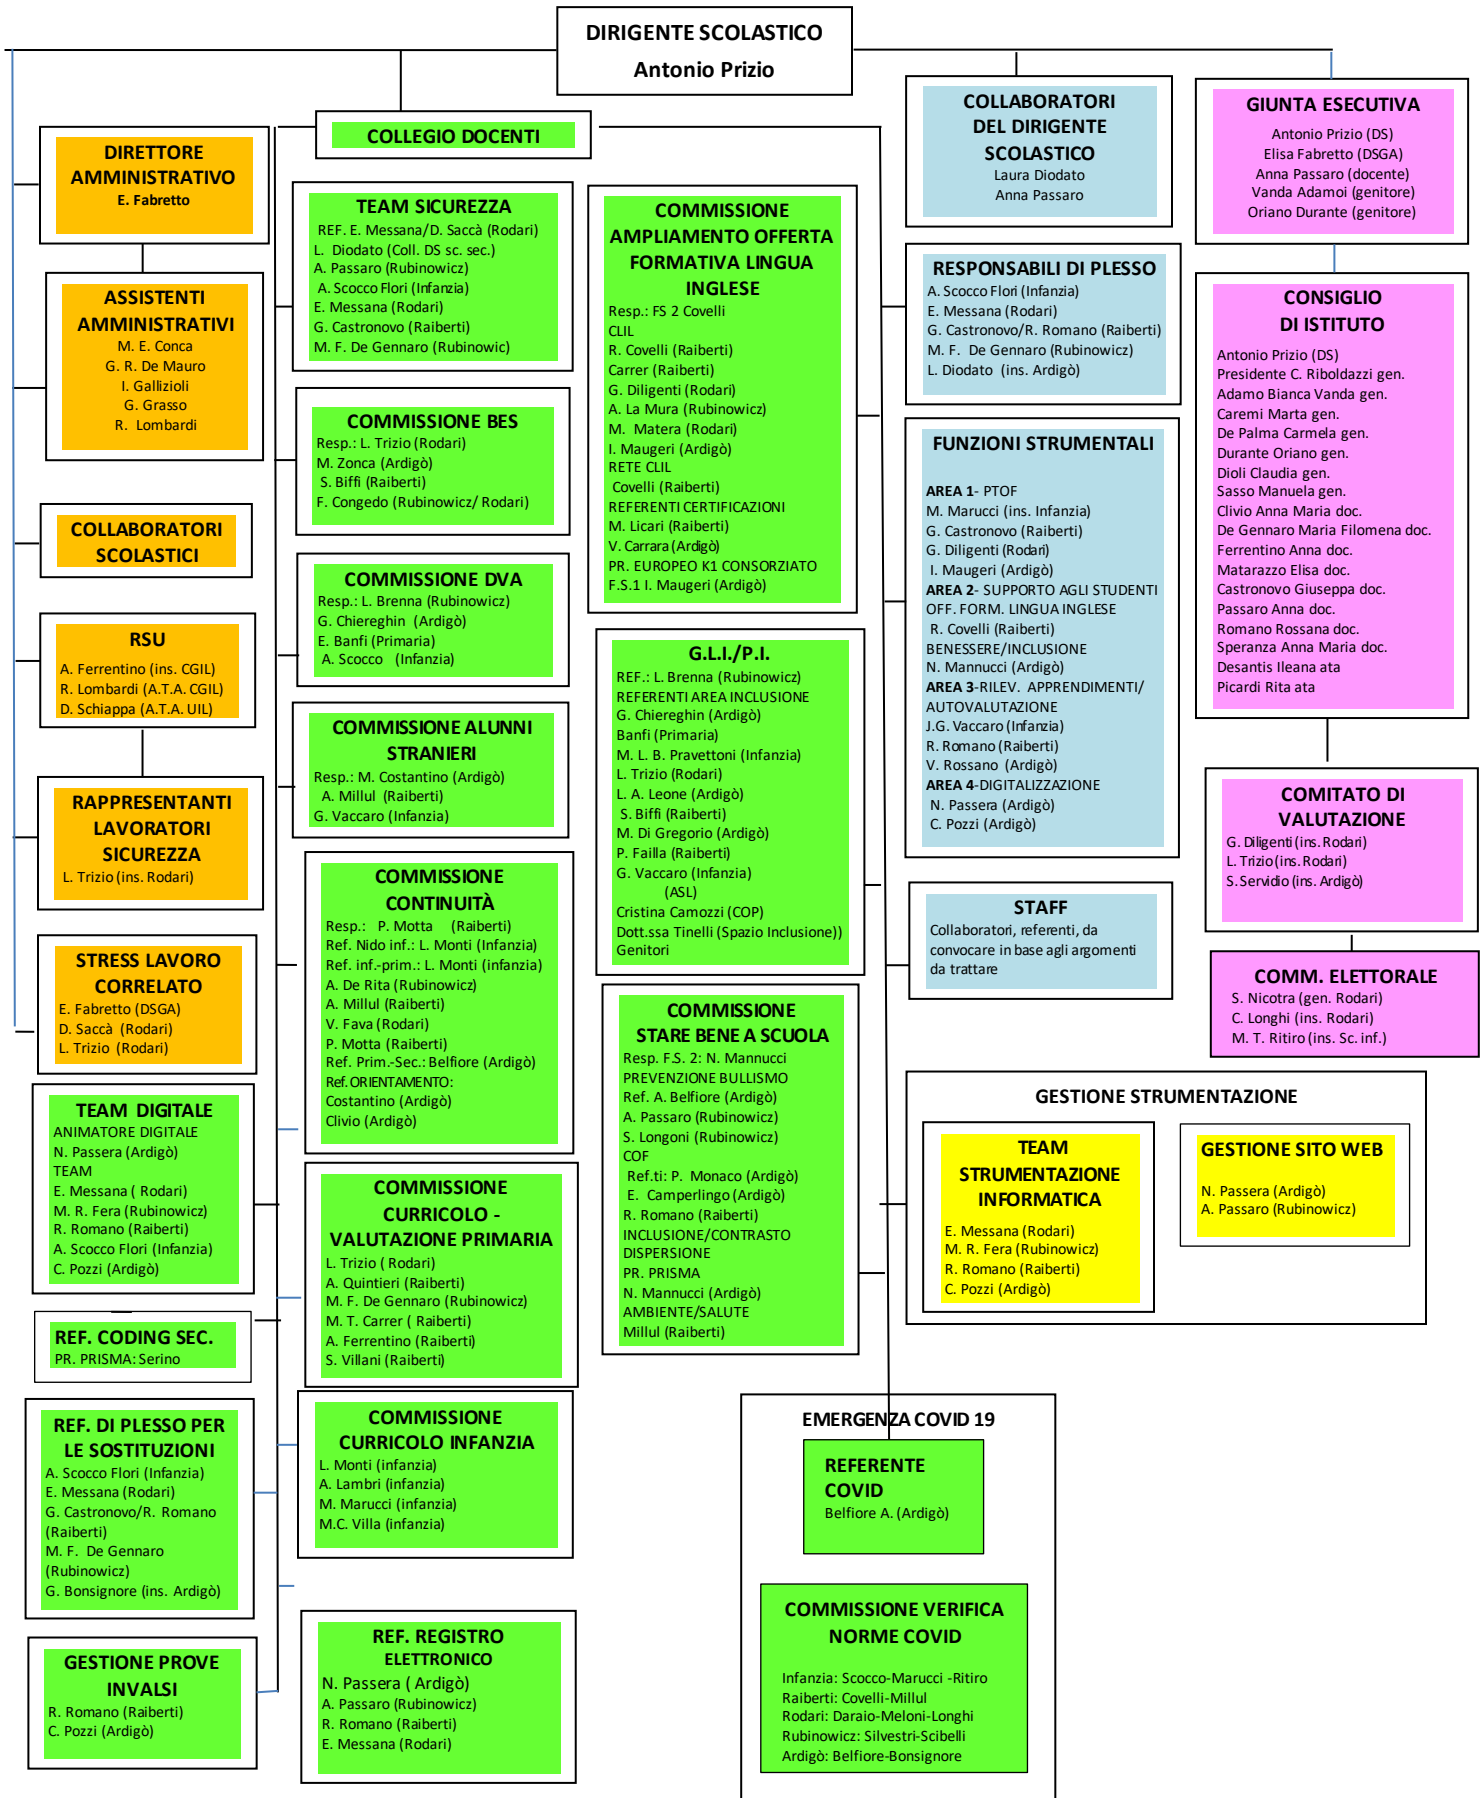 DIRIGENTE SCOLASTICO
Antonio Prizio
COLLEGIO DOCENTI
DIRETTORE
AMMINISTRATIVO
E. Fabretto
ASSISTENTI
AMMINISTRATIVI
M. E. Conca
G. R. De Mauro
I. Gallizioli
G. Grasso
R. Lombardi
COLLABORATORI
SCOLASTICI
RSU
A. Ferrentino (ins. CGIL)
R. Lombardi (A.T.A. CGIL)
D. Schiappa (A.T.A. UIL)
RAPPRESENTANTI
LAVORATORI
SICUREZZA
L. Trizio (ins. Rodari)
STRESS LAVORO
CORRELATO
E. Fabretto (DSGA)
D. Saccà (Rodari)
L. Trizio (Rodari)
TEAM DIGITALE
ANIMATORE DIGITALE
N. Passera (Ardigò)
TEAM
E. Messana ( Rodari)
M. R. Fera (Rubinowicz)
R. Romano (Raiberti)
A. Scocco Flori (Infanzia)
C. Pozzi (Ardigò)
REF. CODING SEC.
PR. PRISMA: Serino
REF. DI PLESSO PER
LE SOSTITUZIONI
A. Scocco Flori (Infanzia)
E. Messana (Rodari)
G. Castronovo/R. Romano
(Raiberti)
M. F. De Gennaro
(Rubinowicz)
G. Bonsignore (ins. Ardigò)
GESTIONE PROVE
INVALSI
R. Romano (Raiberti)
C. Pozzi (Ardigò)
TEAM SICUREZZA
REF. E. Messana/D. Saccà (Rodari)
L. Diodato (Coll. DS sc. sec.)
A. Passaro (Rubinowicz)
A. Scocco Flori (Infanzia)
E. Messana (Rodari)
G. Castronovo (Raiberti)
M. F. De Gennaro (Rubinowic)
COMMISSIONE BES
Resp.: L. Trizio (Rodari)
M. Zonca (Ardigò)
S. Biffi (Raiberti)
F. Congedo (Rubinowicz/ Rodari)
COMMISSIONE DVA
Resp.: L. Brenna (Rubinowicz)
G. Chiereghin (Ardigò)
E. Banfi (Primaria)
A. Scocco (Infanzia)
COMMISSIONE ALUNNI
STRANIERI
Resp.: M. Costantino (Ardigò)
A. Millul (Raiberti)
G. Vaccaro (Infanzia)
COMMISSIONE
CONTINUITÀ
Resp.: P. Motta (Raiberti)
Ref. Nido inf.: L. Monti (Infanzia)
Ref. inf.-prim.: L. Monti (infanzia)
A. De Rita (Rubinowicz)
A. Millul (Raiberti)
V. Fava (Rodari)
P. Motta (Raiberti)
Ref. Prim.-Sec.: Belfiore (Ardigò)
Ref. ORIENTAMENTO:
Costantino (Ardigò)
Clivio (Ardigò)
COMMISSIONE
CURRICOLO -
VALUTAZIONE PRIMARIA
L. Trizio ( Rodari)
A. Quintieri (Raiberti)
M. F. De Gennaro (Rubinowicz)
M. T. Carrer ( Raiberti)
A. Ferrentino (Raiberti)
S. Villani (Raiberti)
COMMISSIONE
CURRICOLO INFANZIA
L. Monti (infanzia)
A. Lambri (infanzia)
M. Marucci (infanzia)
M.C. Villa (infanzia)
REF. REGISTRO
ELETTRONICO
N. Passera ( Ardigò)
A. Passaro (Rubinowicz)
R. Romano (Raiberti)
E. Messana (Rodari)
COMMISSIONE
AMPLIAMENTO OFFERTA
FORMATIVA LINGUA
INGLESE
Resp.: FS 2 Covelli
CLIL
R. Covelli (Raiberti)
Carrer (Raiberti)
G. Diligenti (Rodari)
A. La Mura (Rubinowicz)
M. Matera (Rodari)
I. Maugeri (Ardigò)
RETE CLIL
Covelli (Raiberti)
REFERENTI CERTIFICAZIONI
M. Licari (Raiberti)
V. Carrara (Ardigò)
PR. EUROPEO K1 CONSORZIATO
F.S.1 I. Maugeri (Ardigò)
G.L.I./P.I.
REF.: L. Brenna (Rubinowicz)
REFERENTI AREA INCLUSIONE
G. Chiereghin (Ardigò)
Banfi (Primaria)
M. L. B. Pravettoni (Infanzia)
L. Trizio (Rodari)
L. A. Leone (Ardigò)
S. Biffi (Raiberti)
M. Di Gregorio (Ardigò)
P. Failla (Raiberti)
G. Vaccaro (Infanzia)
(ASL)
Cristina Camozzi (COP)
Dott.ssa Tinelli (Spazio Inclusione))
Genitori
COMMISSIONE
STARE BENE A SCUOLA
Resp. F.S. 2: N. Mannucci
PREVENZIONE BULLISMO
Ref. A. Belfiore (Ardigò)
A. Passaro (Rubinowicz)
S. Longoni (Rubinowicz)
COF
Ref.ti: P. Monaco (Ardigò)
E. Camperlingo (Ardigò)
R. Romano (Raiberti)
INCLUSIONE/CONTRASTO
DISPERSIONE
PR. PRISMA
N. Mannucci (Ardigò)
AMBIENTE/SALUTE
Millul (Raiberti)
EMERGENZA COVID 19
REFERENTE
COVID
Belfiore A. (Ardigò)
COMMISSIONE VERIFICA
NORME COVID
Infanzia: Scocco-Marucci -Ritiro
Raiberti: Covelli-Millul
Rodari: Daraio-Meloni-Longhi
Rubinowicz: Silvestri-Scibelli
Ardigò: Belfiore-Bonsignore
COLLABORATORI
DEL DIRIGENTE
SCOLASTICO
Laura Diodato
Anna Passaro
RESPONSABILI DI PLESSO
A. Scocco Flori (Infanzia)
E. Messana (Rodari)
G. Castronovo/R. Romano (Raiberti)
M. F. De Gennaro (Rubinowicz)
L. Diodato (ins. Ardigò)
FUNZIONI STRUMENTALI
AREA 1- PTOF
M. Marucci (ins. Infanzia)
G. Castronovo (Raiberti)
G. Diligenti (Rodari)
I. Maugeri (Ardigò)
AREA 2- SUPPORTO AGLI STUDENTI
OFF. FORM. LINGUA INGLESE
R. Covelli (Raiberti)
BENESSERE/INCLUSIONE
N. Mannucci (Ardigò)
AREA 3-RILEV. APPRENDIMENTI/
AUTOVALUTAZIONE
J.G. Vaccaro (Infanzia)
R. Romano (Raiberti)
V. Rossano (Ardigò)
AREA 4-DIGITALIZZAZIONE
N. Passera (Ardigò)
C. Pozzi (Ardigò)
STAFF
Collaboratori, referenti, da
convocare in base agli argomenti
da trattare
GIUNTA ESECUTIVA
Antonio Prizio (DS)
Elisa Fabretto (DSGA)
Anna Passaro (docente)
Vanda Adamoi (genitore)
Oriano Durante (genitore)
CONSIGLIO
DI ISTITUTO
Antonio Prizio (DS)
Presidente C. Riboldazzi gen.
Adamo Bianca Vanda gen.
Caremi Marta gen.
De Palma Carmela gen.
Durante Oriano gen.
Dioli Claudia gen.
Sasso Manuela gen.
Clivio Anna Maria doc.
De Gennaro Maria Filomena doc.
Ferrentino Anna doc.
Matarazzo Elisa doc.
Castronovo Giuseppa doc.
Passaro Anna doc.
Romano Rossana doc.
Speranza Anna Maria doc.
Desantis Ileana ata
Picardi Rita ata
COMITATO DI
VALUTAZIONE
G. Diligenti (ins. Rodari)
L. Trizio (ins. Rodari)
S. Servidio (ins. Ardigò)
COMM. ELETTORALE
S. Nicotra (gen. Rodari)
C. Longhi (ins. Rodari)
M. T. Ritiro (ins. Sc. inf.)
GESTIONE STRUMENTAZIONE
TEAM
STRUMENTAZIONE
INFORMATICA
E. Messana (Rodari)
M. R. Fera (Rubinowicz)
R. Romano (Raiberti)
C. Pozzi (Ardigò)
GESTIONE SITO WEB
N. Passera (Ardigò)
A. Passaro (Rubinowicz)